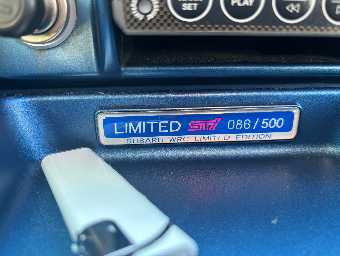 SET
PLAY
LIMITED STi 086/500
SUBARU WRC LIMITED EDITION